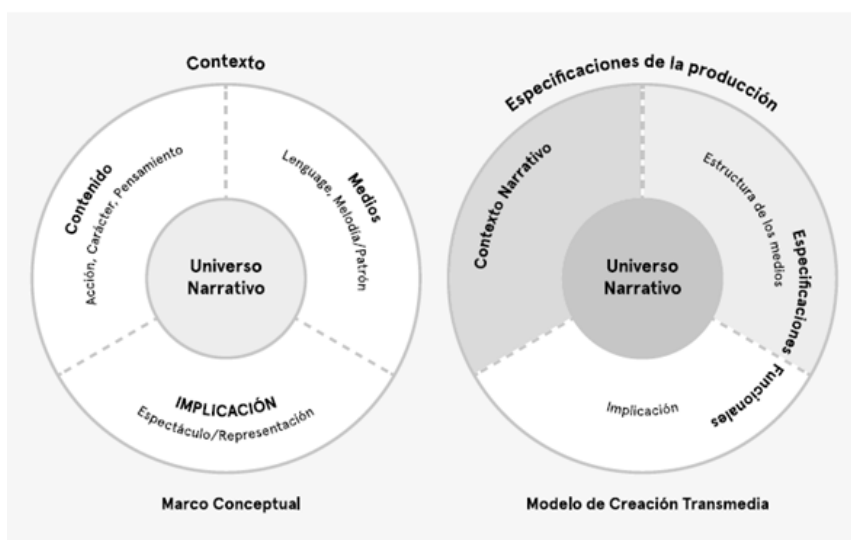 Contexto
Contenido
Acción, Carácter, Pensamiento
Medios
Lenguage, Melodía/Patrón
Universo
Narrativo
IMPLICACIÓN
Espectáculo/Representación
Marco Conceptual
Especificaciones de la producción
Contexto Narrativo
Estructura de los medios
Especificaciones
Funcionales
Universo
Narrativo
Implicación
Modelo de Creación Transmedia